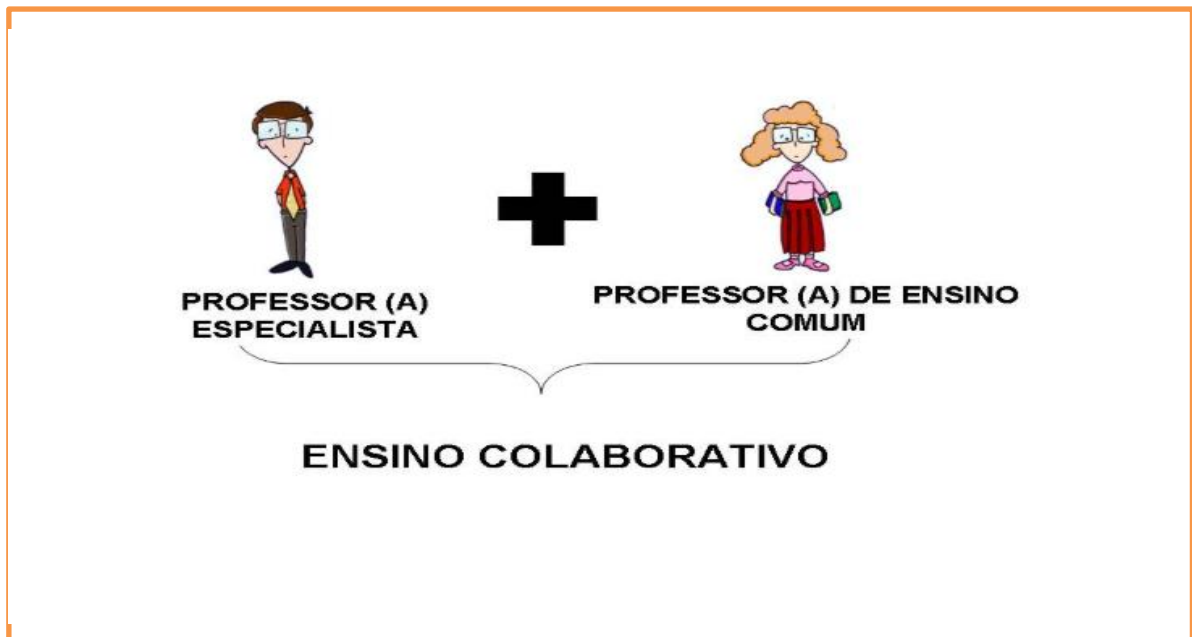 PROFESSOR (A)
ESPECIALISTA
PROFESSOR (A) DE ENSINO
COMUM
ENSINO COLABORATIVO